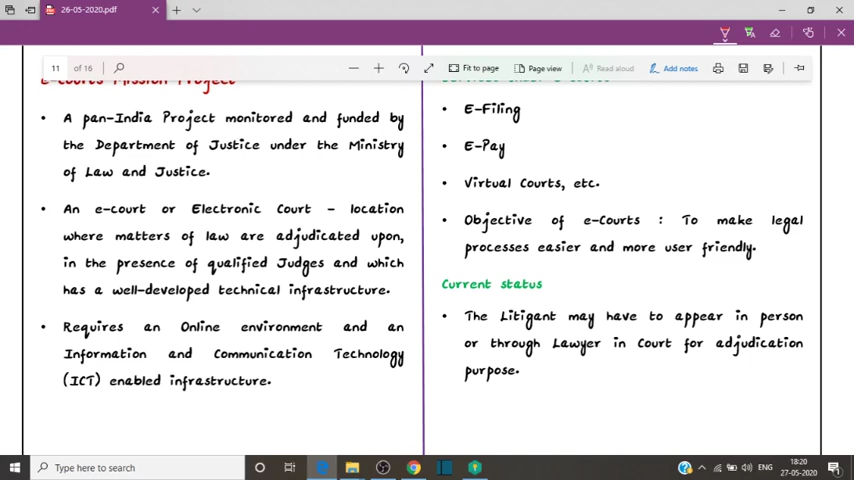 26-05-2020.pdf
11 of 16
Fit to page
Page view
Read aloud
Add notes
E-Courts Mission Project
• A pan-India Project monitored and funded by
the Department of Justice under the Ministry
of Law and Justice.
• An e-court or Electronic Court – location
where matters of law are adjudicated upon,
in the presence of qualified Judges and which
has a well-developed technical infrastructure.
• Requires an Online environment and an
Information and Communication Technology
(ICT) enabled infrastructure.
• E-Filing
• E-Pay
• Virtual Courts, etc.
• Objective of e-Courts : To make legal
processes easier and more user friendly.
Current status
• The Litigant may have to appear in person
or through Lawyer in Court for adjudication
purpose.
Type here to search
ENG
18:20
27-05-2020